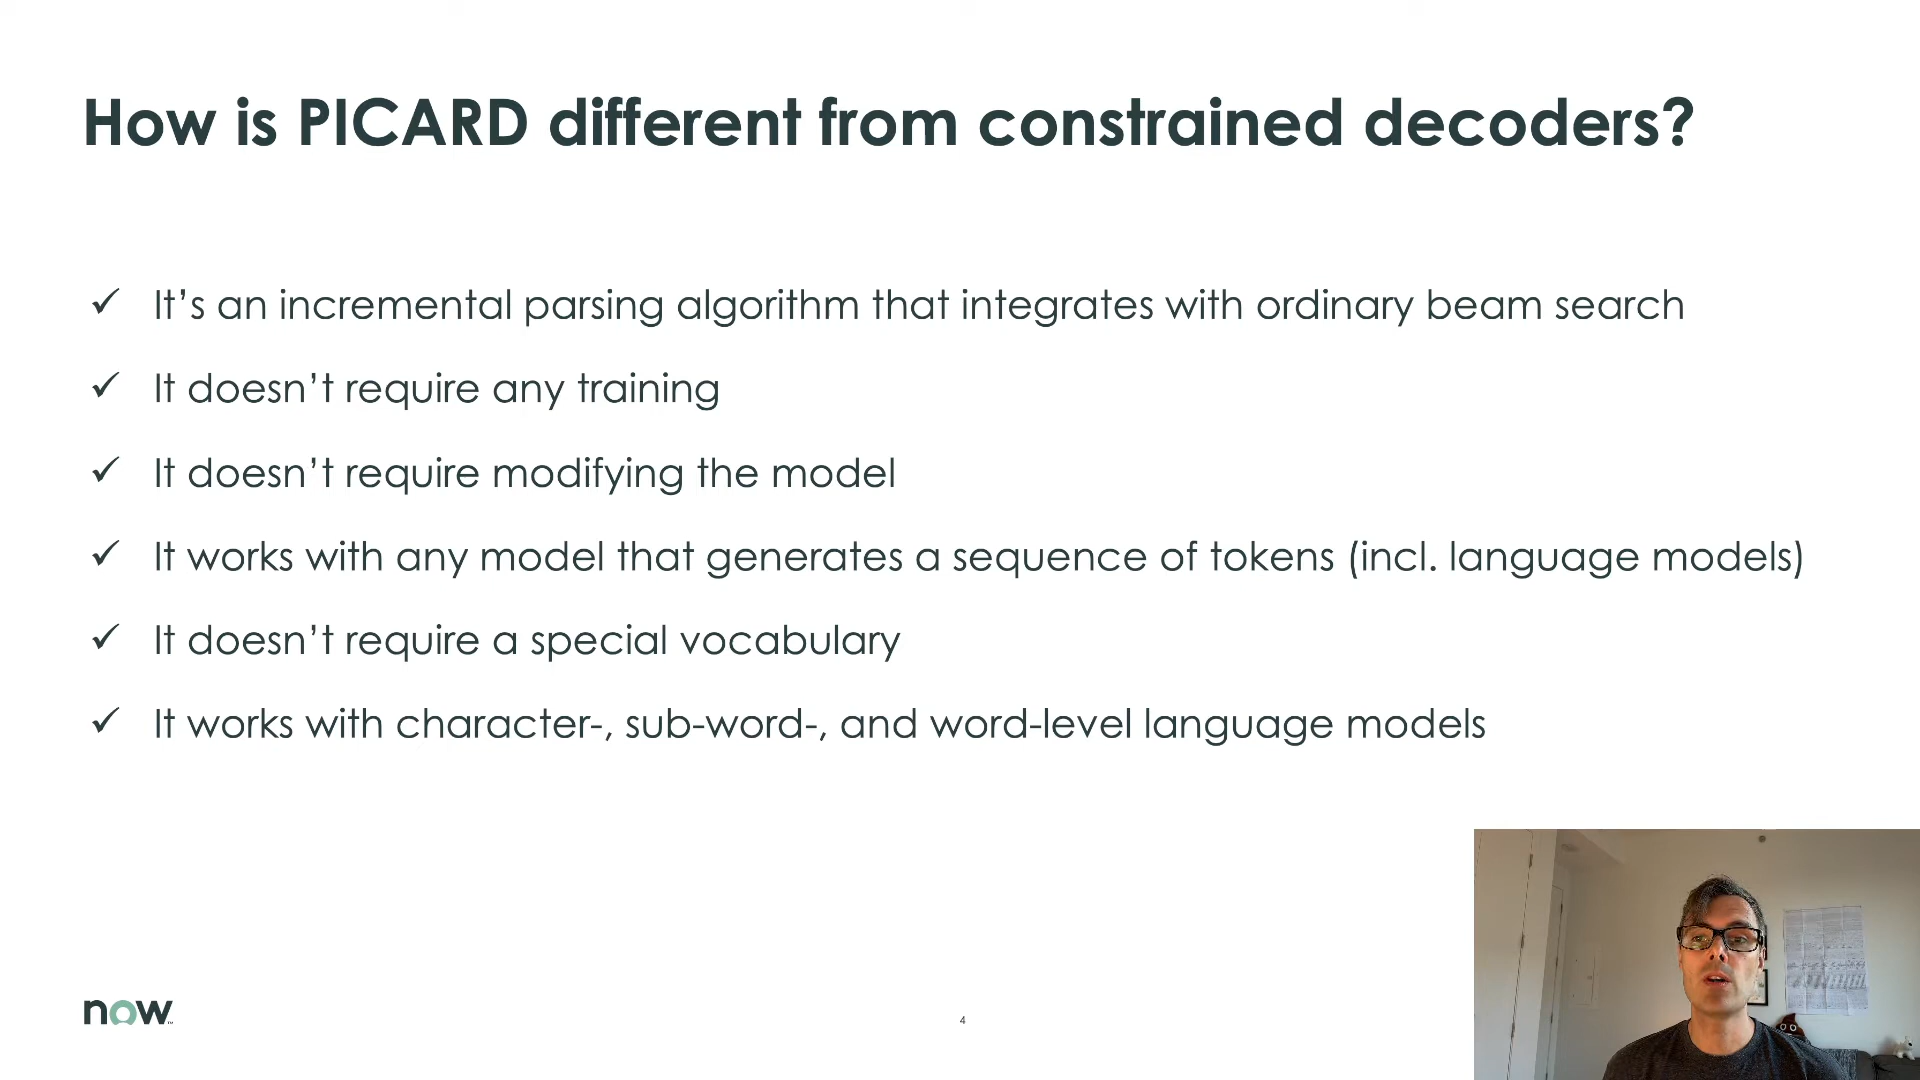 How is PICARD different from constrained decoders?
✓ It’s an incremental parsing algorithm that integrates with ordinary beam search
✓ It doesn’t require any training
✓ It doesn’t require modifying the model
✓ It works with any model that generates a sequence of tokens (incl. language models)
✓ It doesn’t require a special vocabulary
✓ It works with character-, sub-word-, and word-level language models
now™
4